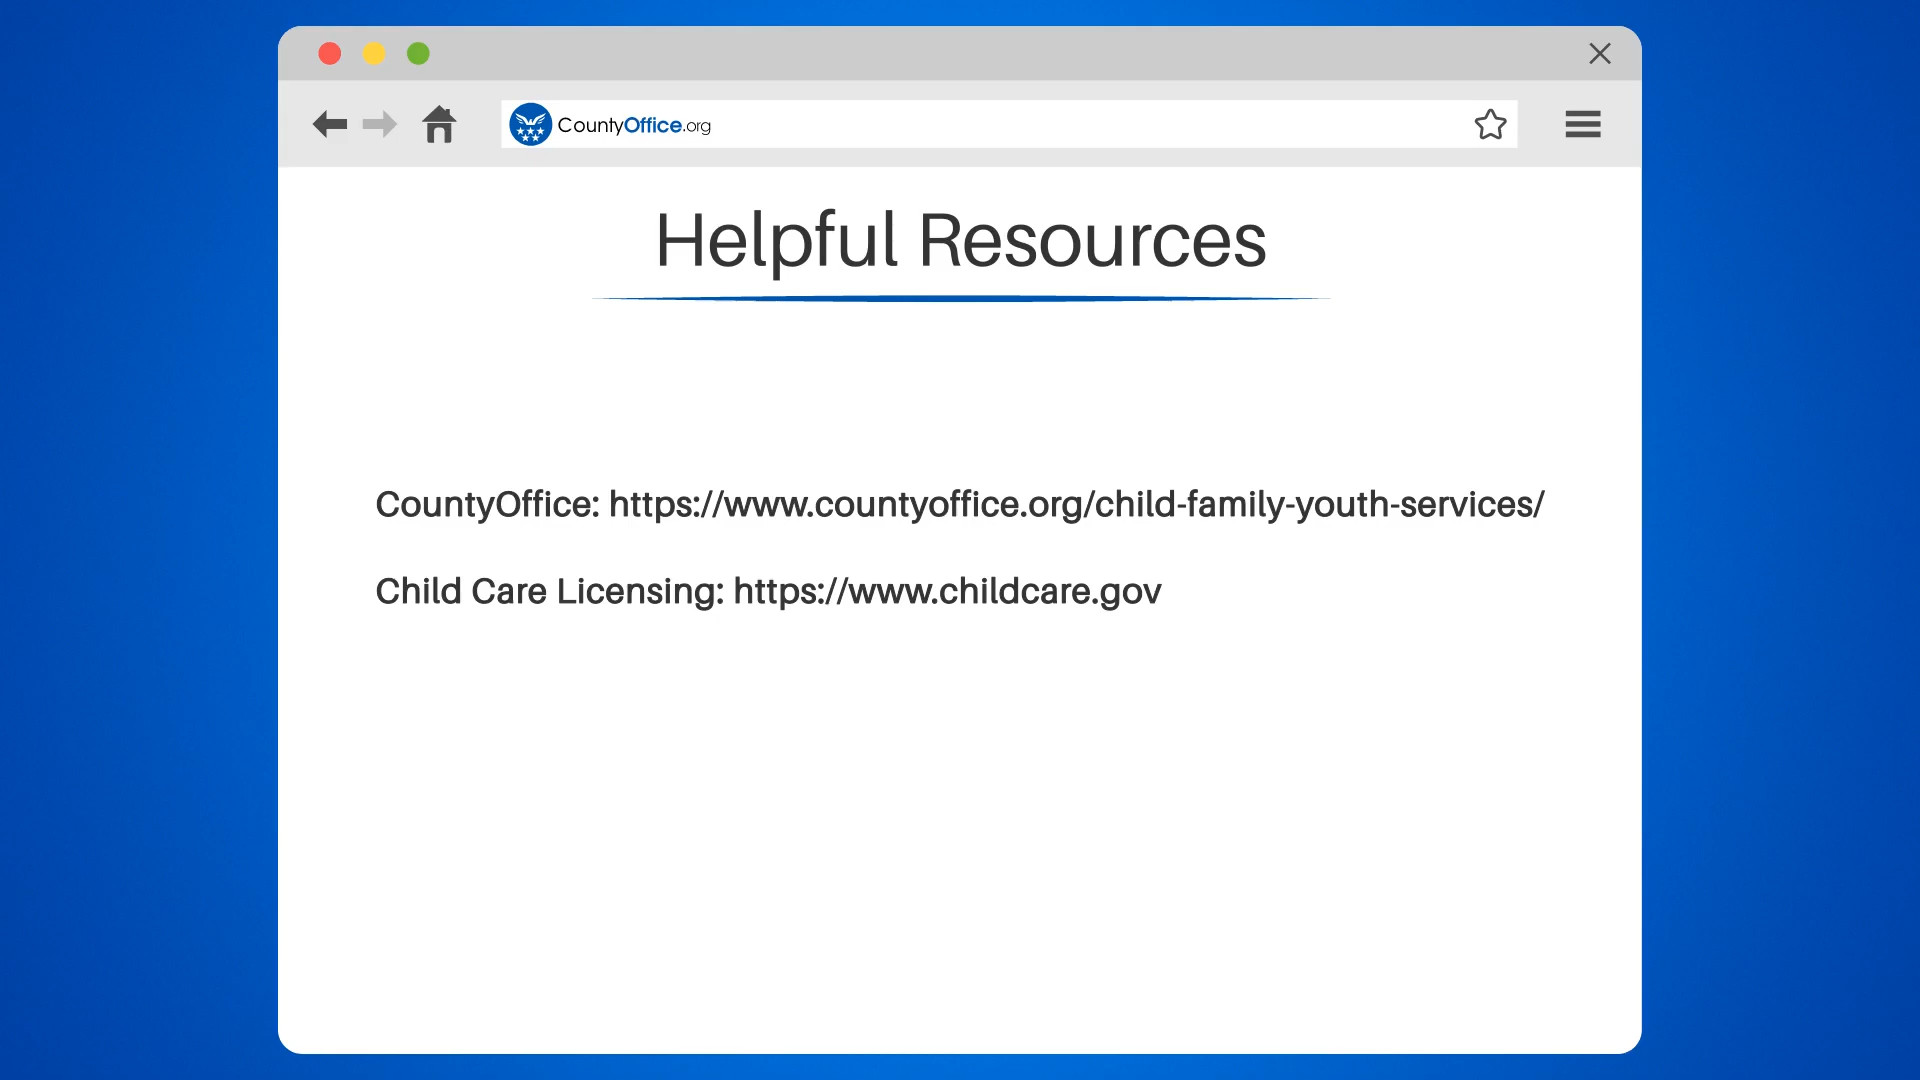 CountyOffice.org
Helpful Resources
CountyOffice: https://www.countyoffice.org/child-family-youth-services/
Child Care Licensing: https://www.childcare.gov